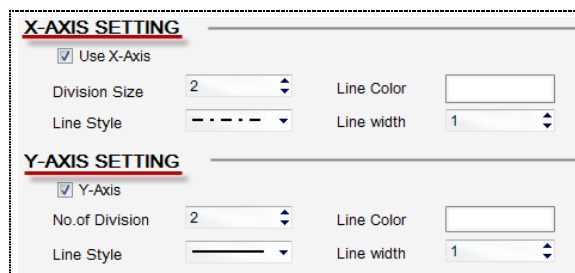 X-AXIS SETTING
Use X-Axis
Division Size 2 Line Color
Line Style Line width 1
Y-AXIS SETTING
Y-Axis
No.of Division 2 Line Color
Line Style Line width 1